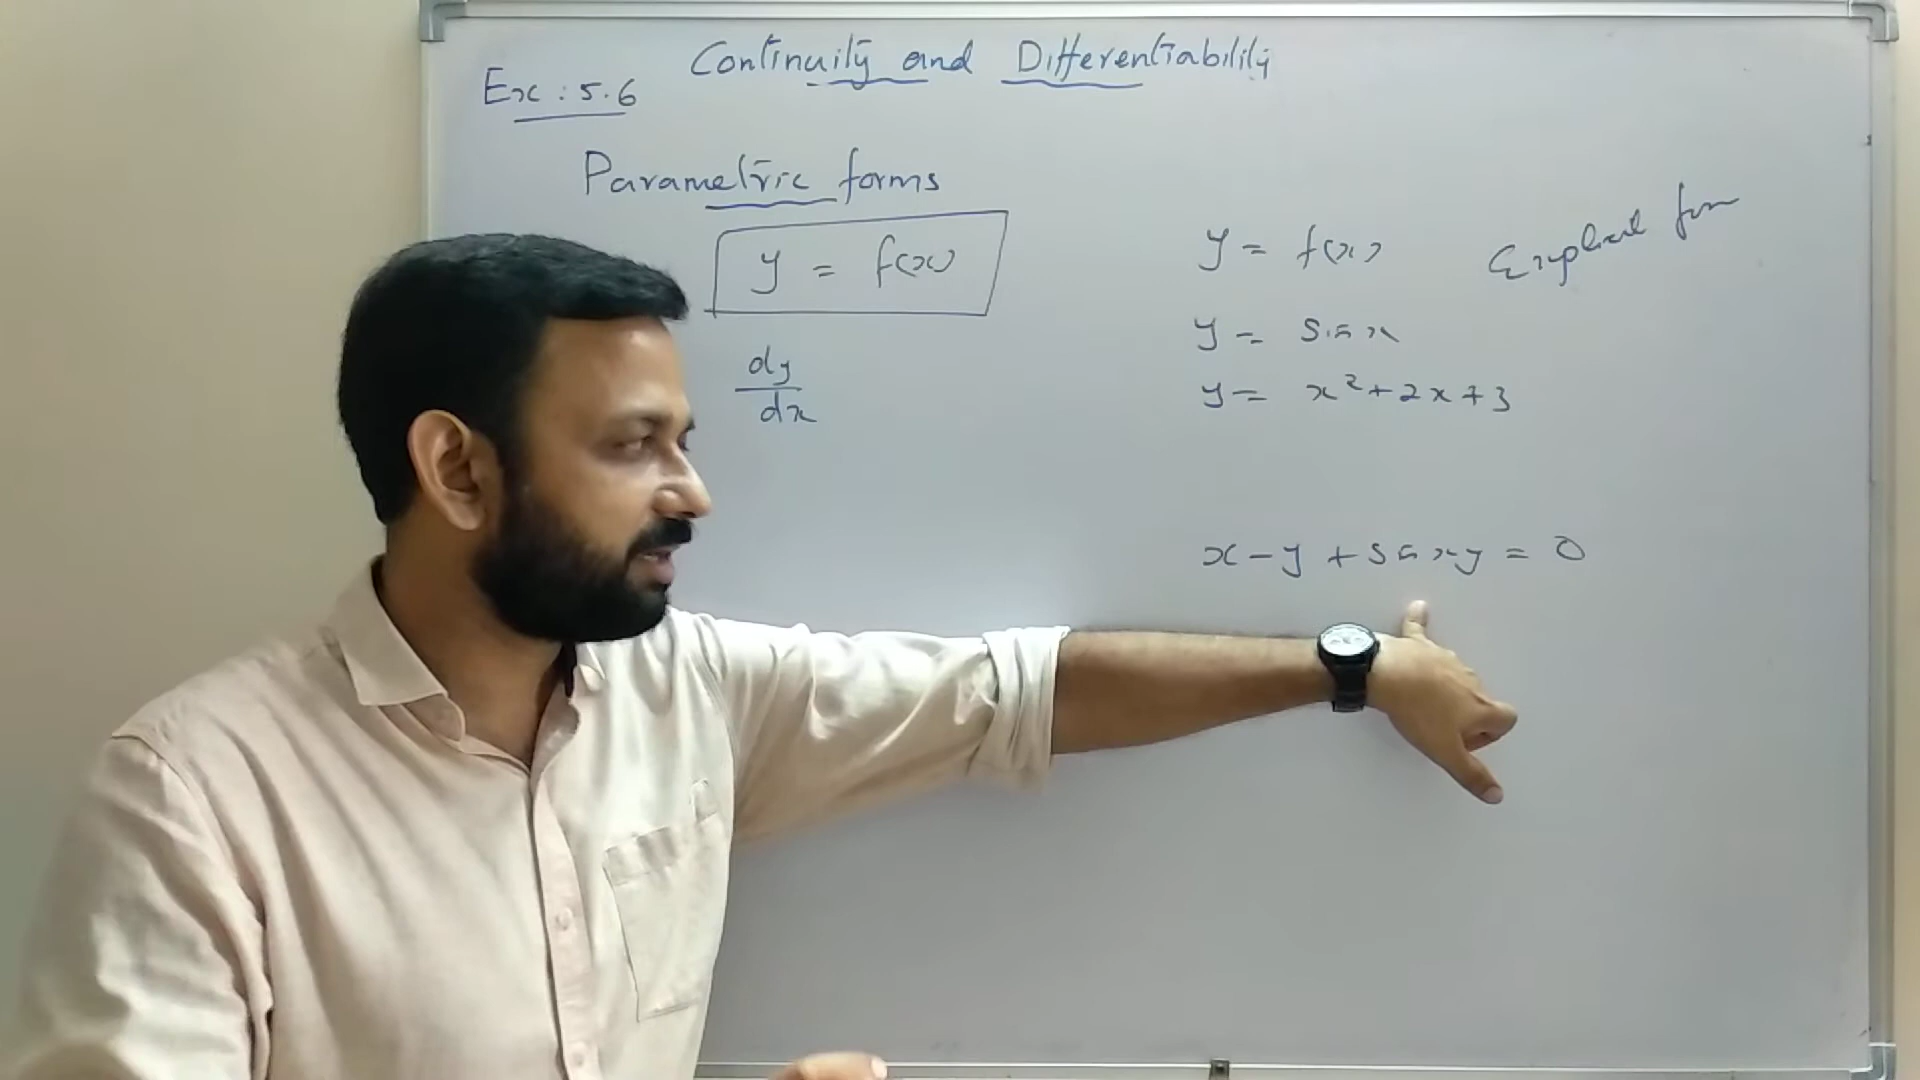 Continuity and Differentiability
Ex: 5.6
Parametric forms
y = f(x)
dy
dx
y = f(x)
Explicit form
y = sin x
y = x² + 2x + 3
x - y + sin xy = 0